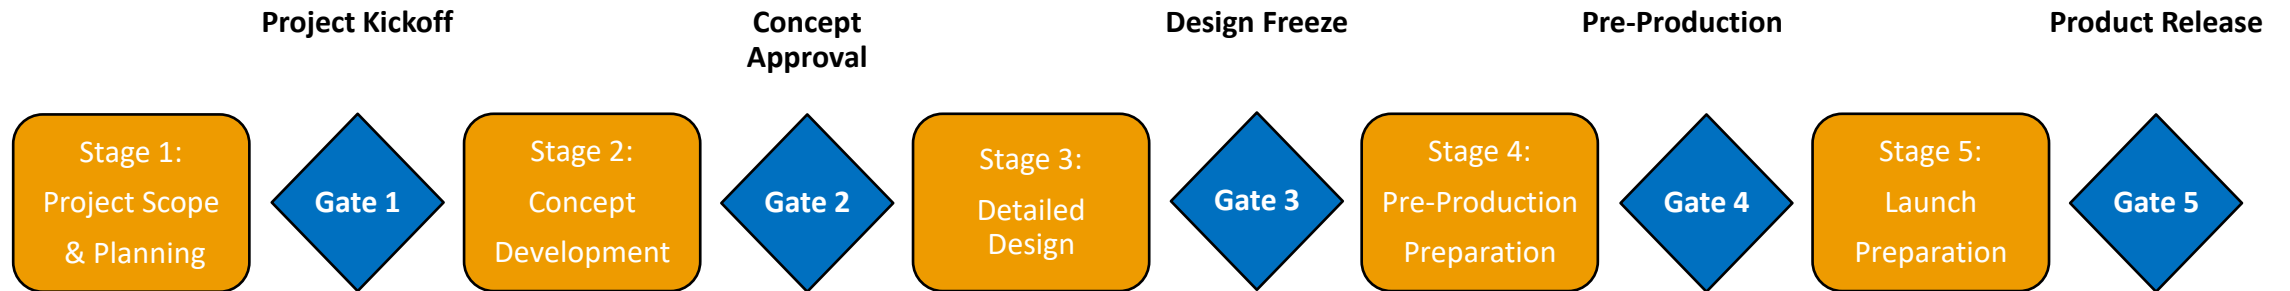 Project Kickoff
Concept
Approval
Design Freeze
Pre-Production
Product Release
Stage 1:
Project Scope
& Planning
Gate 1
Stage 2:
Concept
Development
Gate 2
Stage 3:
Detailed
Design
Gate 3
Stage 4:
Pre-Production
Preparation
Gate 4
Stage 5:
Launch
Preparation
Gate 5